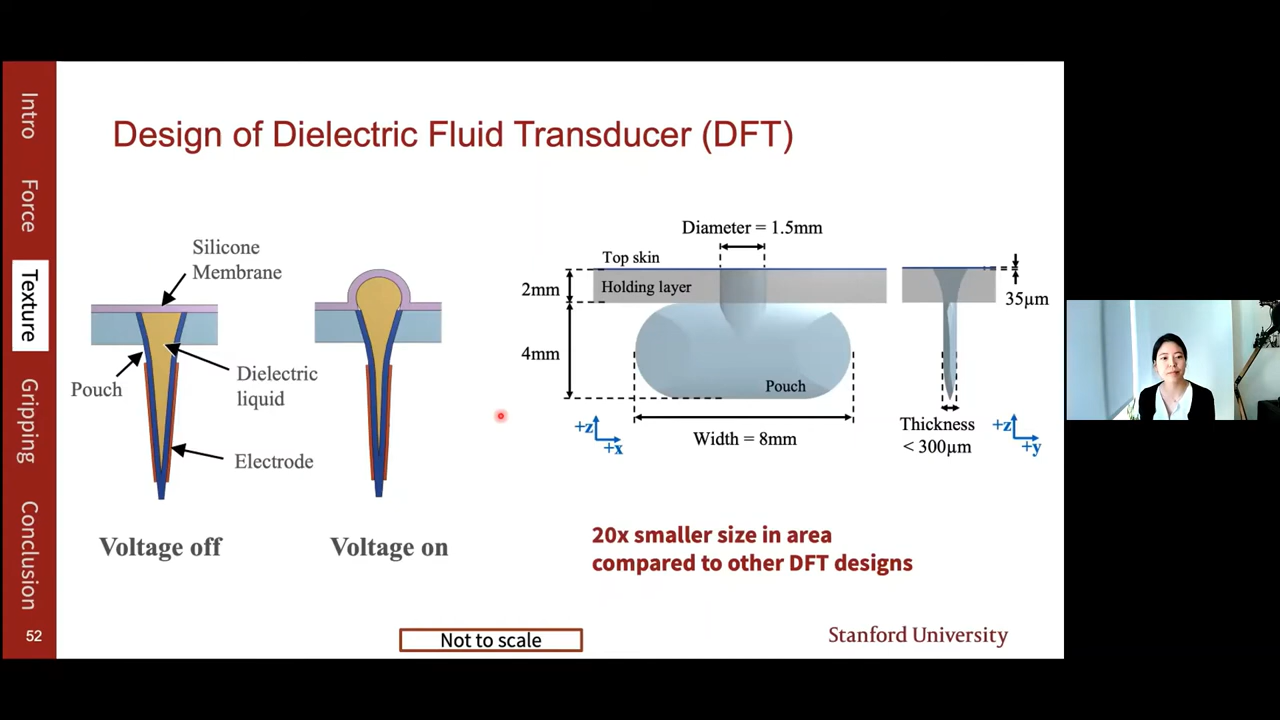 Intro
Force
Texture
Gripping
Conclusion
52
Design of Dielectric Fluid Transducer (DFT)
Silicone
Membrane
Pouch
Dielectric
liquid
Electrode
Voltage off
Voltage on
Diameter = 1.5mm
Top skin
Holding layer
2mm
4mm
Pouch
35μm
+z
+x
Width = 8mm
Thickness
< 300μm
+z
+y
20x smaller size in area
compared to other DFT designs
Not to scale
Stanford University